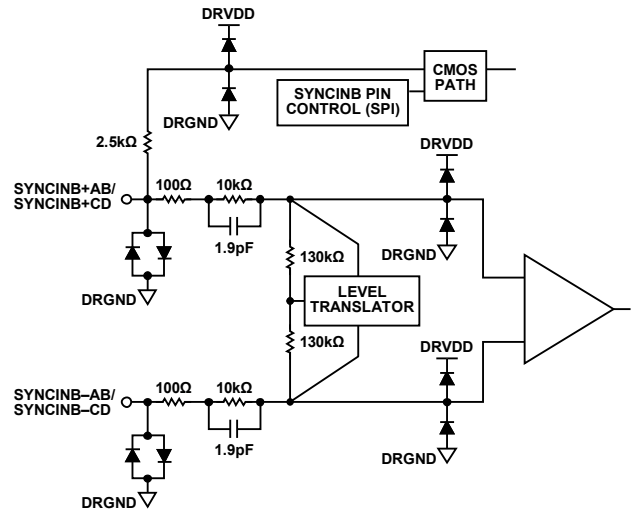 DRVDD
CMOS
PATH
SYNCINB PIN
CONTROL (SPI)
DRGND
2.5kΩ
DRVDD
SYNCINB+AB/
SYNCINB+CD
100Ω
10kΩ
1.9pF
DRGND
130kΩ
LEVEL
TRANSLATOR
DRGND
130kΩ
DRVDD
SYNCINB–AB/
SYNCINB–CD
100Ω
10kΩ
1.9pF
DRGND
DRGND